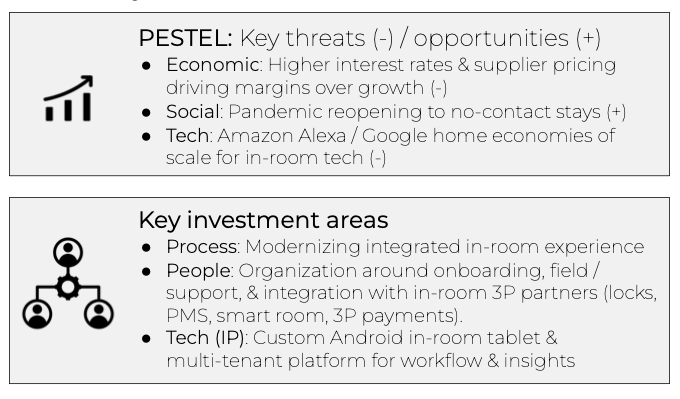 PESTEL: Key threats (-) / opportunities (+)
● Economic: Higher interest rates & supplier pricing
driving margins over growth (-)
● Social: Pandemic reopening to no-contact stays (+)
● Tech: Amazon Alexa / Google home economies of
scale for in-room tech (-)
Key investment areas
● Process: Modernizing integrated in-room experience
● People: Organization around onboarding, field /
support, & integration with in-room 3P partners (locks,
PMS, smart room, 3P payments).
● Tech (IP): Custom Android in-room tablet &
multi-tenant platform for workflow & insights